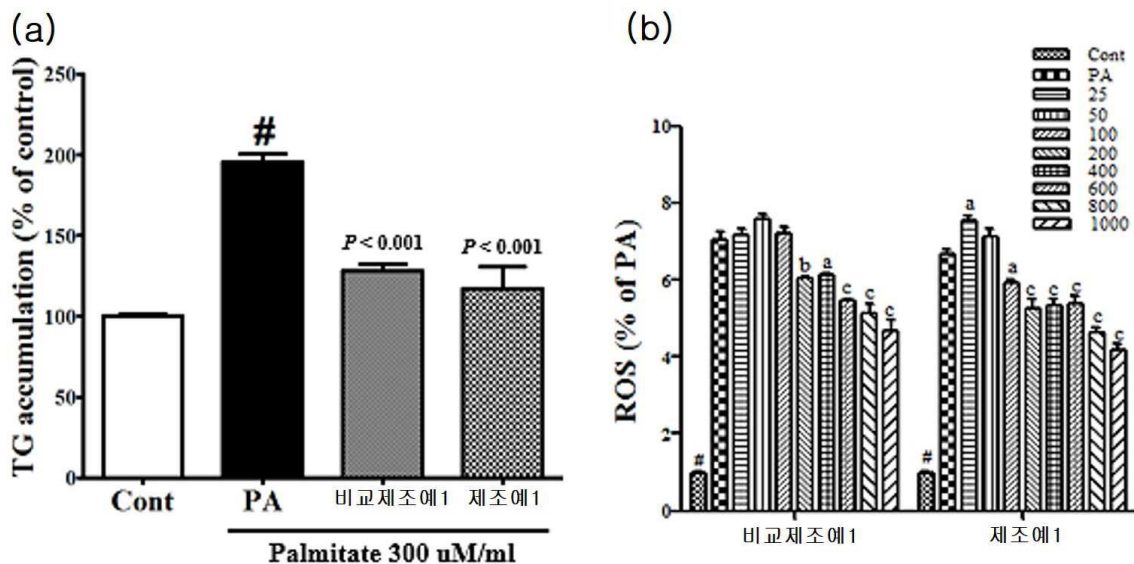 (a)
TG accumulation (% of control)
250
200
150
100
50
0
#
P < 0.001
P < 0.001
Cont
PA
비교제조예1
제조예1
Palmitate 300 uM/ml
(b)
Cont
PA
25
50
100
200
400
600
800
1000
ROS (% of PA)
10
8
6
4
2
0
#
b
a
c
c
c
#
a
a
c
c
c
c
c
비교제조예1
제조예1